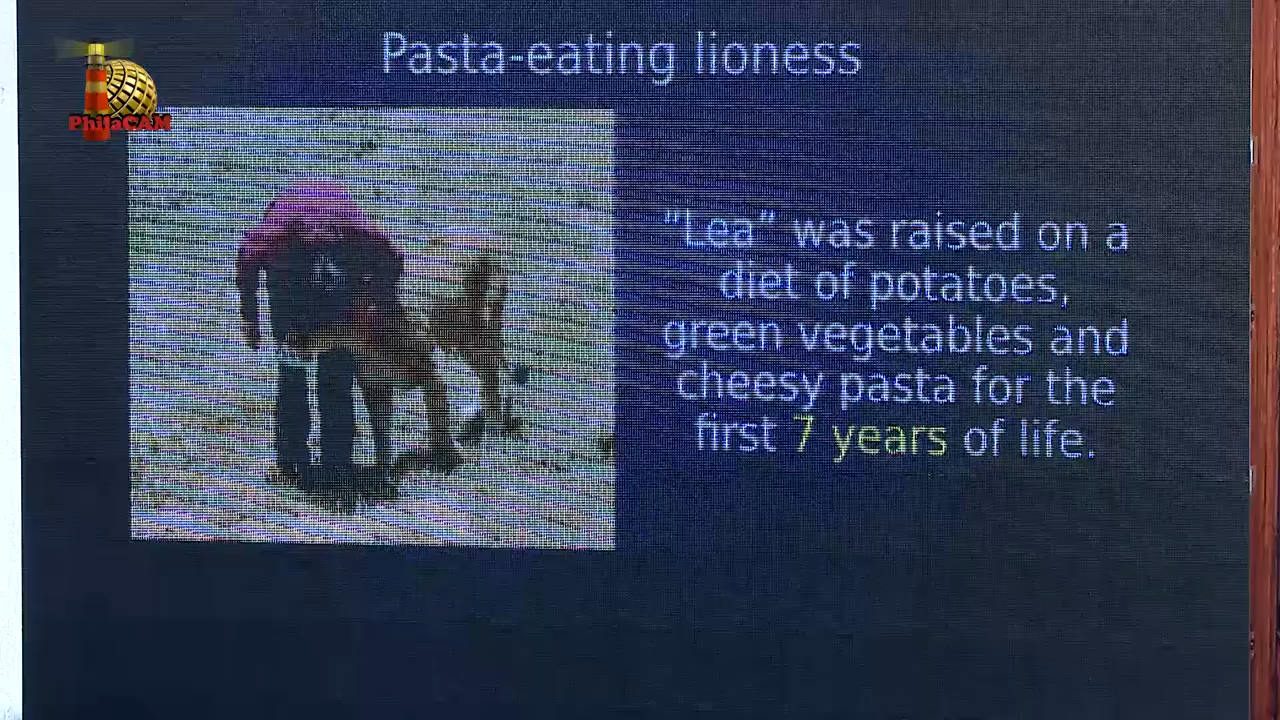 Pasta-eating lioness
PhilaCAM
"Lea" was raised on a
diet of potatoes,
green vegetables and
cheesy pasta for the
first 7 years of life.